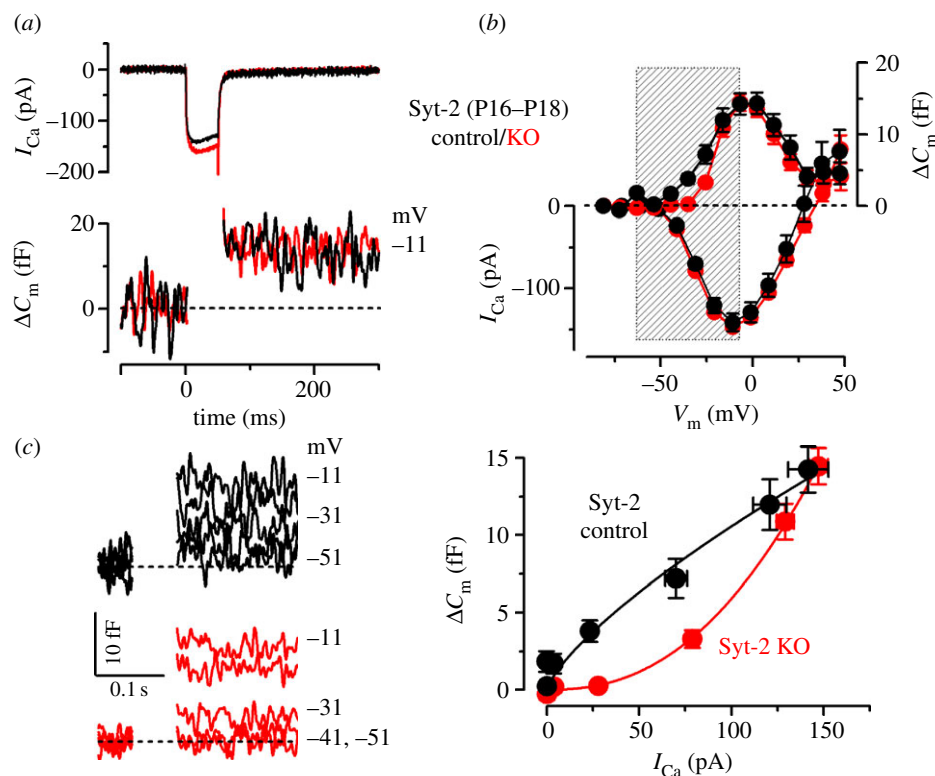 (a)
0
−100
−200
I_Ca (pA)
20
0
ΔC_m (fF)
mV
−11
0
200
time (ms)
Syt-2 (P16–P18)
control/KO
(b)
20
10
0
ΔC_m (fF)
0
−100
I_Ca (pA)
−50
0
50
V_m (mV)
(c)
mV
−11
−31
−51
10 fF
0.1 s
−11
−31
−41, −51
15
10
5
0
ΔC_m (fF)
Syt-2
control
Syt-2 KO
0
50
100
150
I_Ca (pA)